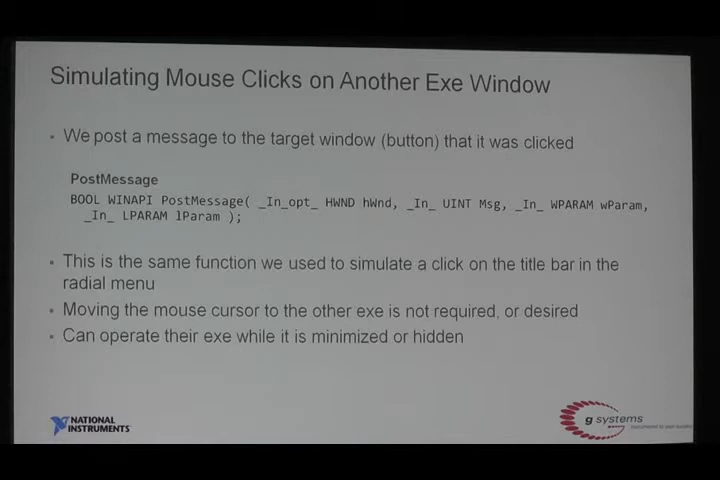 Simulating Mouse Clicks on Another Exe Window
▪ We post a message to the target window (button) that it was clicked
PostMessage
BOOL WINAPI PostMessage( _In_opt_ HWND hWnd, _In_ UINT Msg, _In_ WPARAM wParam,
_In_ LPARAM lParam );
▪ This is the same function we used to simulate a click on the title bar in the
radial menu
▪ Moving the mouse cursor to the other exe is not required, or desired
▪ Can operate their exe while it is minimized or hidden
NATIONAL
INSTRUMENTS
g systems